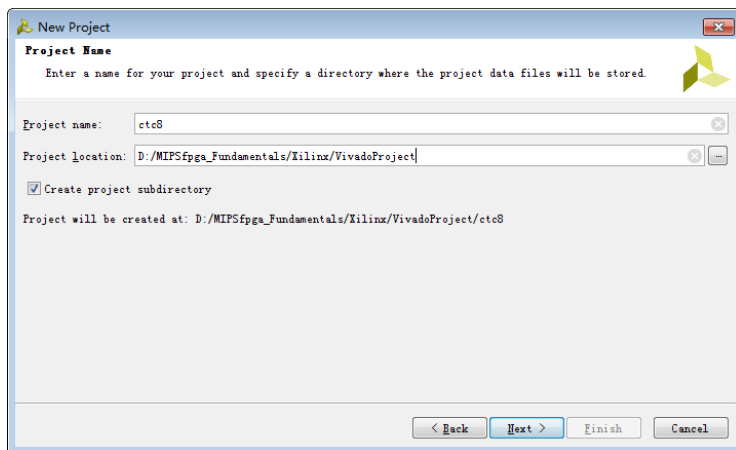 New Project
Project Name
Enter a name for your project and specify a directory where the project data files will be stored.
Project name: ctc8
Project location: D:/MIPSfpga_Fundamentals/Xilinx/VivadoProject ...
Create project subdirectory
Project will be created at: D:/MIPSfpga_Fundamentals/Xilinx/VivadoProject/ctc8
< Back Next > Finish Cancel